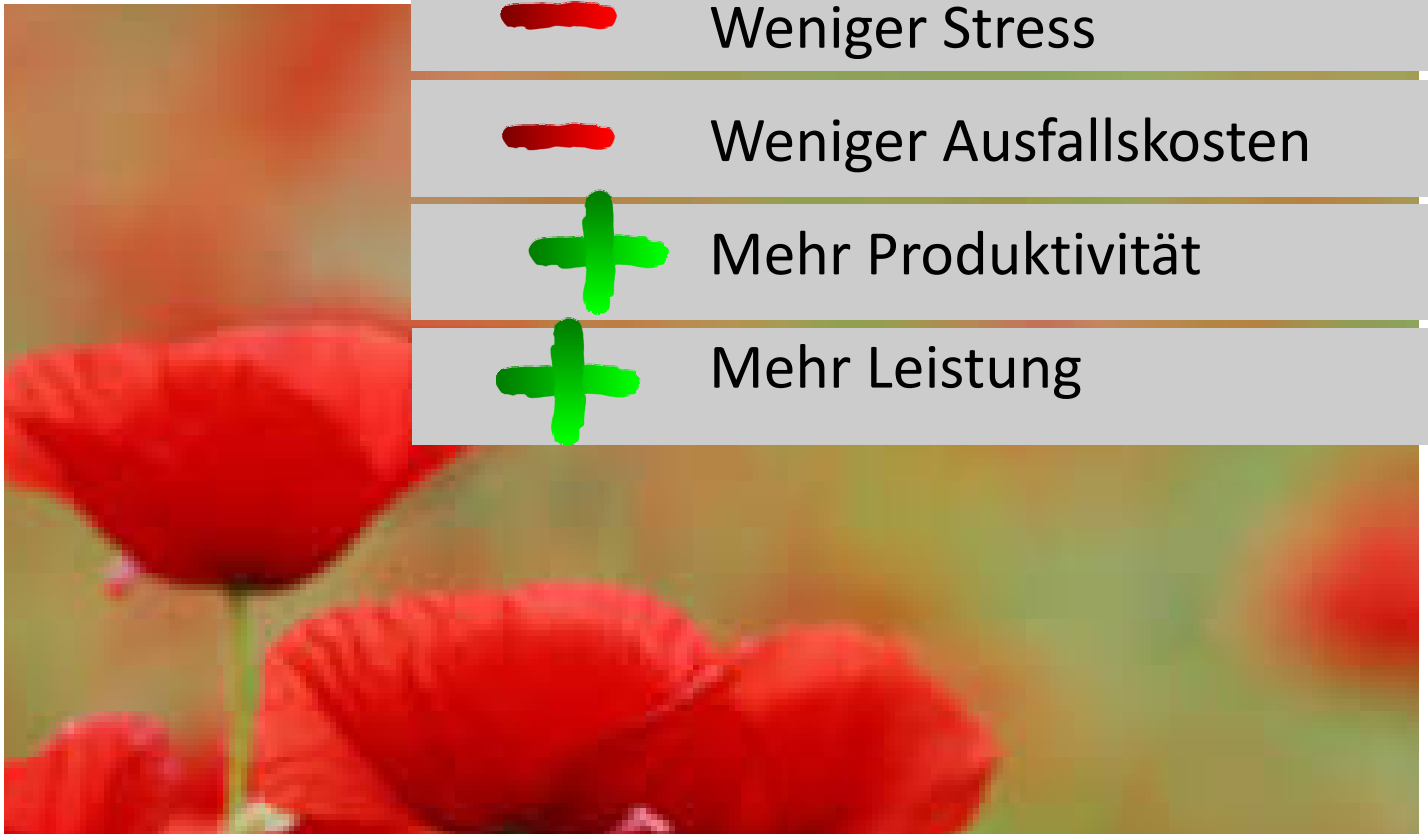 Weniger Stress
Weniger Ausfallskosten
Mehr Produktivität
Mehr Leistung